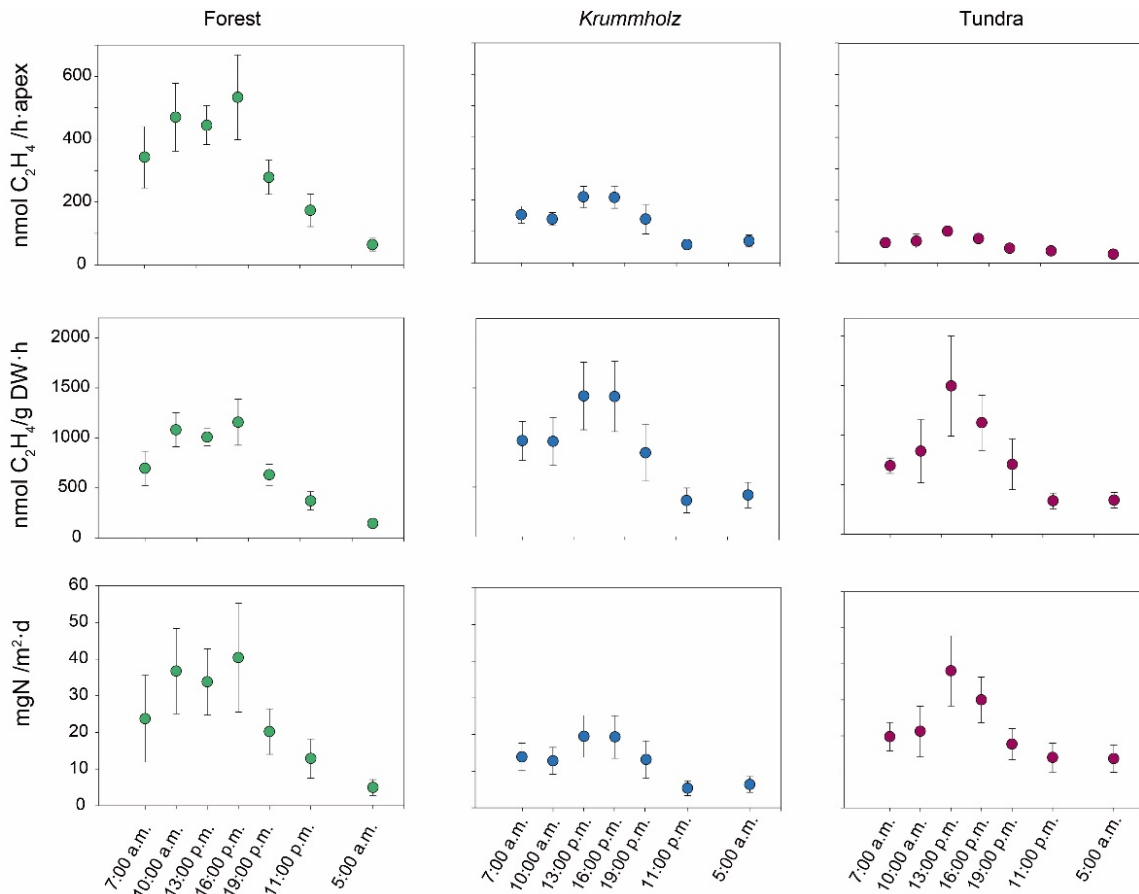 Forest Krummholz Tundra
nmol C₂H₄ /h·apex
600
400
200
0
nmol C₂H₄/g DW·h
2000
1500
1000
500
0
mgN /m²·d
60
50
40
30
20
10
0
7:00 a.m. 10:00 a.m. 13:00 p.m. 16:00 p.m. 19:00 p.m. 11:00 p.m. 5:00 a.m.
7:00 a.m. 10:00 a.m. 13:00 p.m. 16:00 p.m. 19:00 p.m. 11:00 p.m. 5:00 a.m.
7:00 a.m. 10:00 a.m. 13:00 p.m. 16:00 p.m. 19:00 p.m. 11:00 p.m. 5:00 a.m.